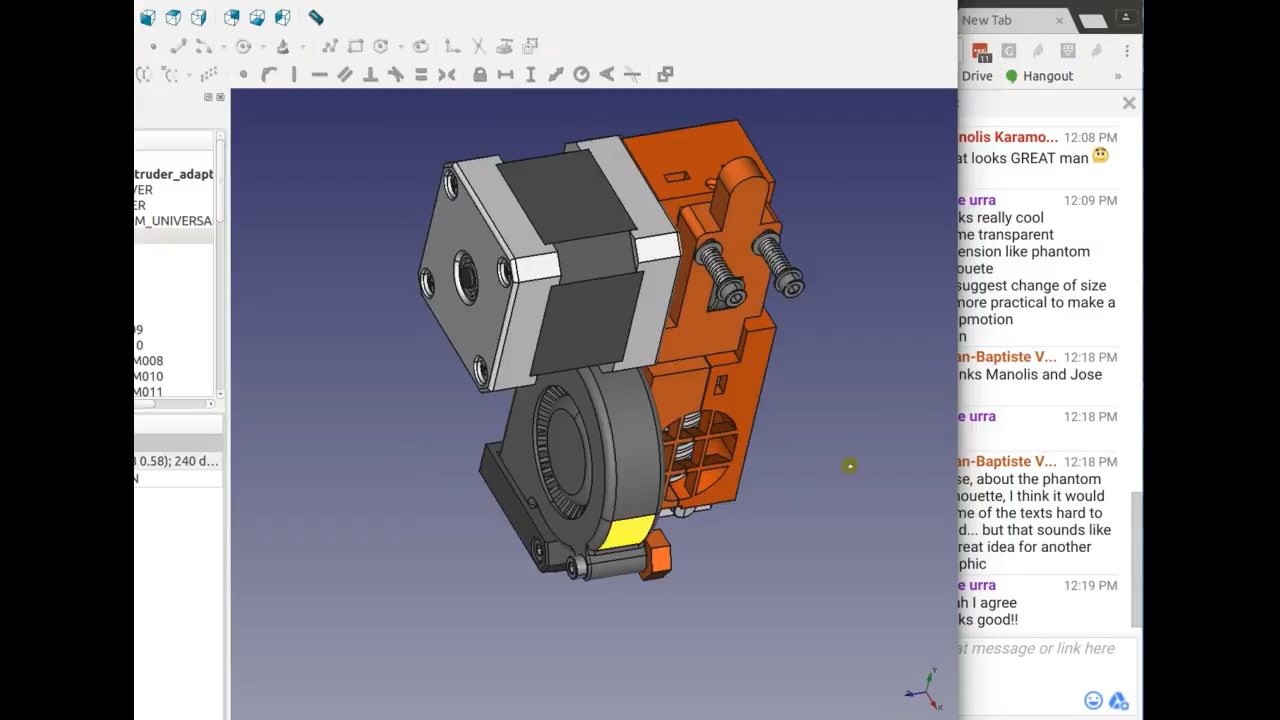 New Tab
11
G
Drive
Hangout
»
truder_adapt
VER
ER
M_UNIVERSA
09
0
M008
M010
M011
8 0.58); 240 d...
N
nolis Karamo... 12:08 PM
at looks GREAT man
e urra 12:09 PM
ks really cool
me transparent
ension like phantom
ouete
suggest change of size
more practical to make a
pmotion
n
an-Baptiste V... 12:18 PM
nks Manolis and Jose
e urra 12:18 PM
an-Baptiste V... 12:18 PM
se, about the phantom
houette, I think it would
me of the texts hard to
d... but that sounds like
reat idea for another
phic
e urra 12:19 PM
ah I agree
ks good!!
at message or link here
Y
Z
X